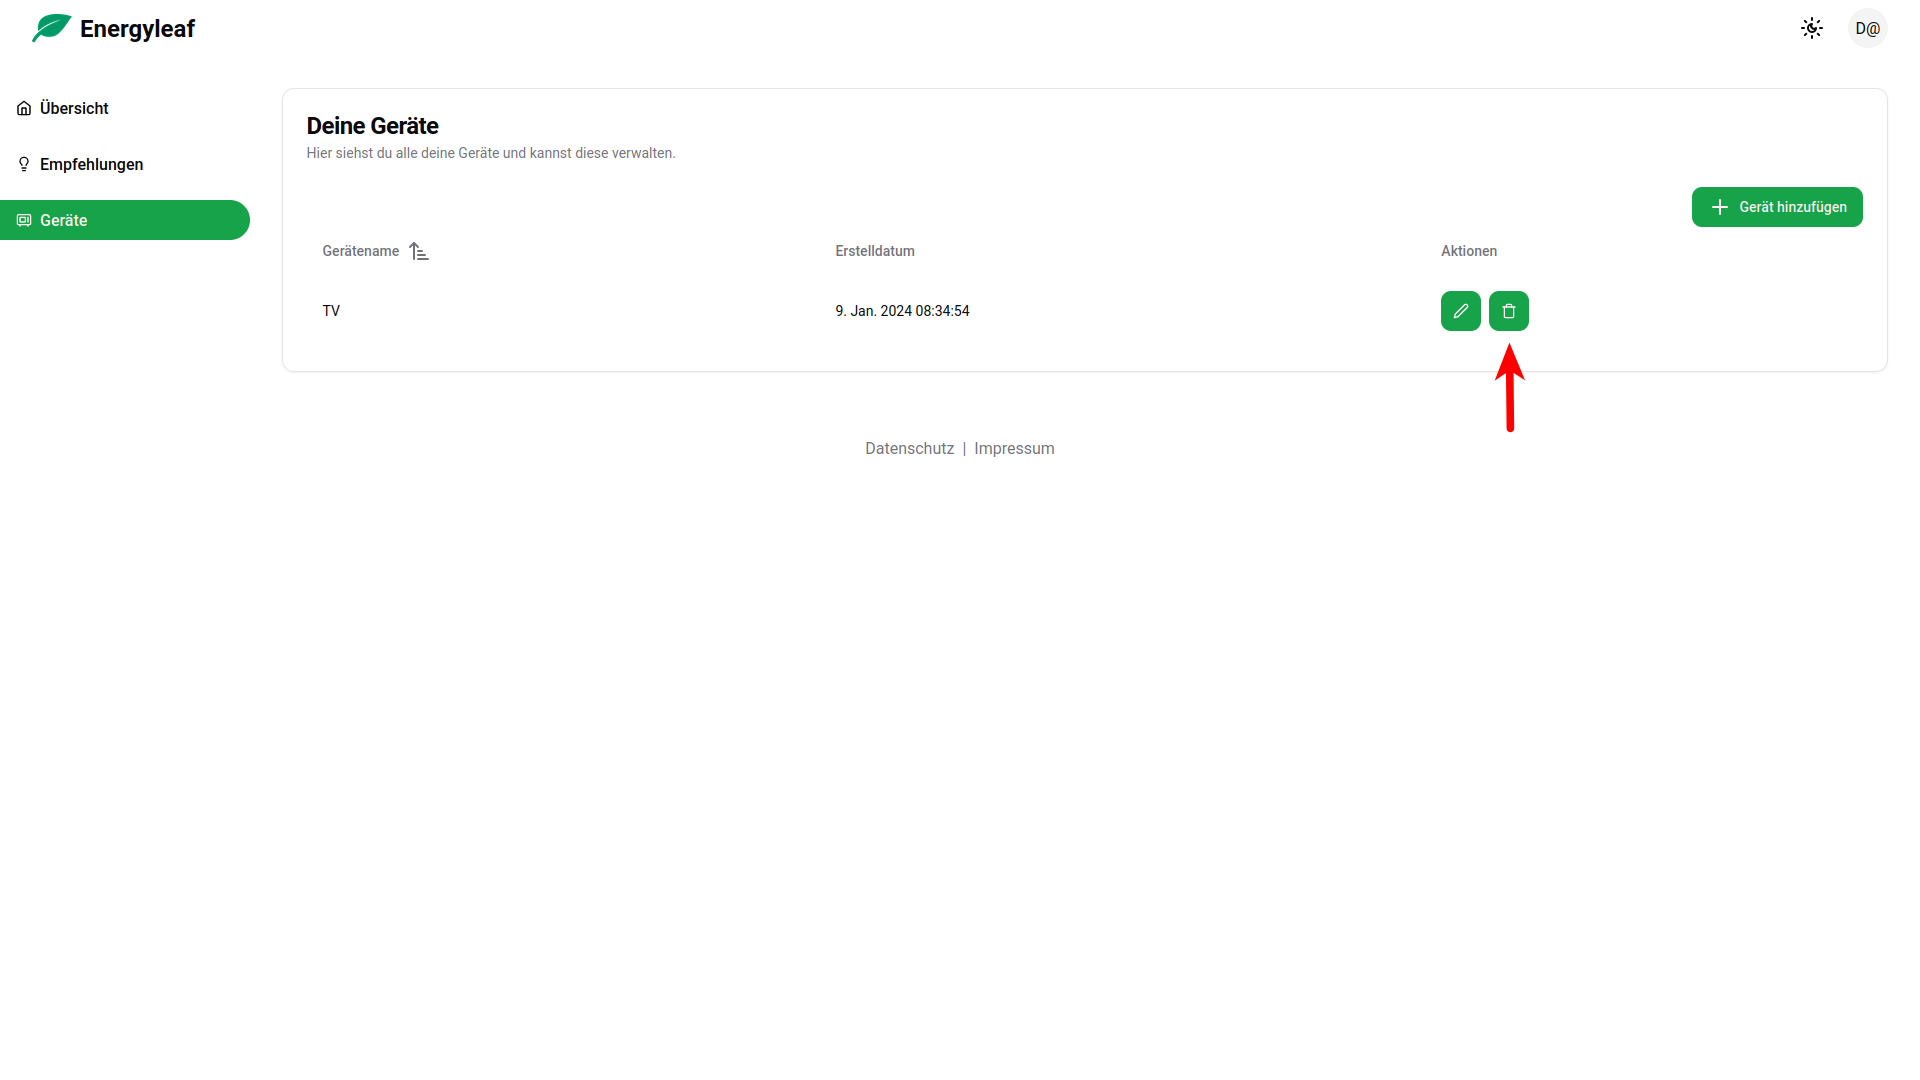 Energyleaf
D@
Übersicht
Empfehlungen
Geräte
Deine Geräte
Hier siehst du alle deine Geräte und kannst diese verwalten.
Gerät hinzufügen
Gerätename Erstelldatum Aktionen
TV 9. Jan. 2024 08:34:54
Datenschutz | Impressum